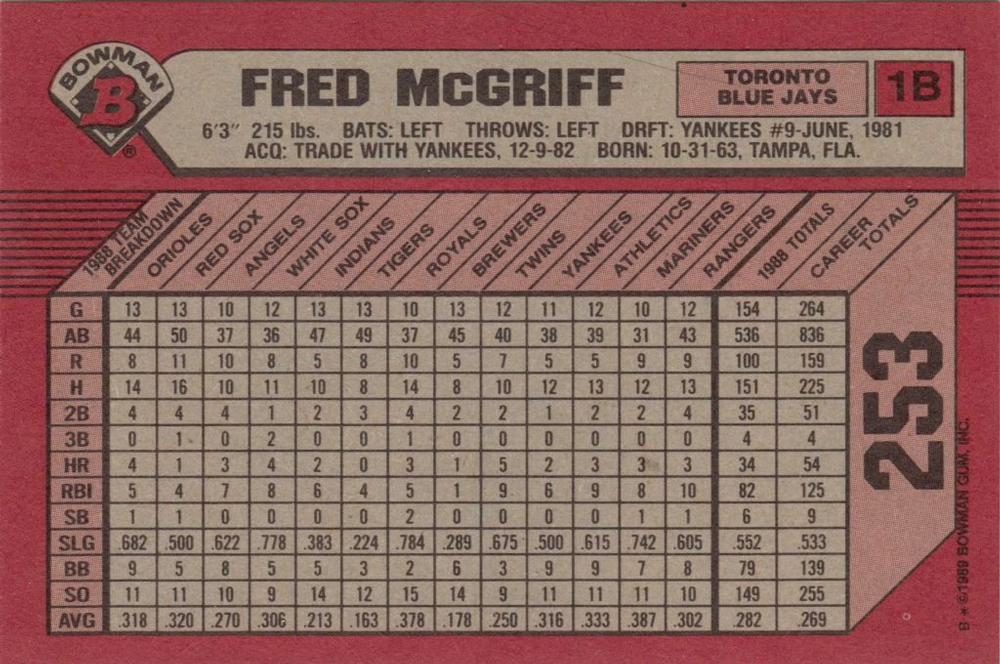 BOWMAN
B
®
FRED McGRIFF
TORONTO
BLUE JAYS
1B
6'3" 215 lbs. BATS: LEFT THROWS: LEFT DRFT: YANKEES #9-JUNE, 1981
ACQ: TRADE WITH YANKEES, 12-9-82 BORN: 10-31-63, TAMPA, FLA.
1988 TEAM
BREAKDOWN
ORIOLES
RED SOX
ANGELS
WHITE SOX
INDIANS
TIGERS
ROYALS
BREWERS
TWINS
YANKEES
ATHLETICS
MARINERS
RANGERS
1988 TOTALS
CAREER
TOTALS
G 13 13 10 12 13 13 10 13 12 11 12 10 12 154 264
AB 44 50 37 36 47 49 37 45 40 38 39 31 43 536 836
R 8 11 10 8 5 8 10 5 7 5 5 9 9 100 159
H 14 16 10 11 10 8 14 8 10 12 13 12 13 151 225
2B 4 4 4 1 2 3 4 2 2 1 2 2 4 35 51
3B 0 1 0 2 0 0 1 0 0 0 0 0 0 4 4
HR 4 1 3 4 2 0 3 1 5 2 3 3 3 34 54
RBI 5 4 7 8 6 4 5 1 9 6 9 8 10 82 125
SB 1 1 0 0 0 0 2 0 0 0 0 1 1 6 9
SLG .682 .500 .622 .778 .383 .224 .784 .289 .675 .500 .615 .742 .605 .552 .533
BB 9 5 8 5 5 3 2 6 3 9 9 7 8 79 139
SO 11 11 10 9 14 12 15 14 9 11 11 11 10 149 255
AVG .318 .320 .270 .306 .213 .163 .378 .178 .250 .316 .333 .387 .302 .282 .269
253
B * ©1989 BOWMAN GUM, INC.